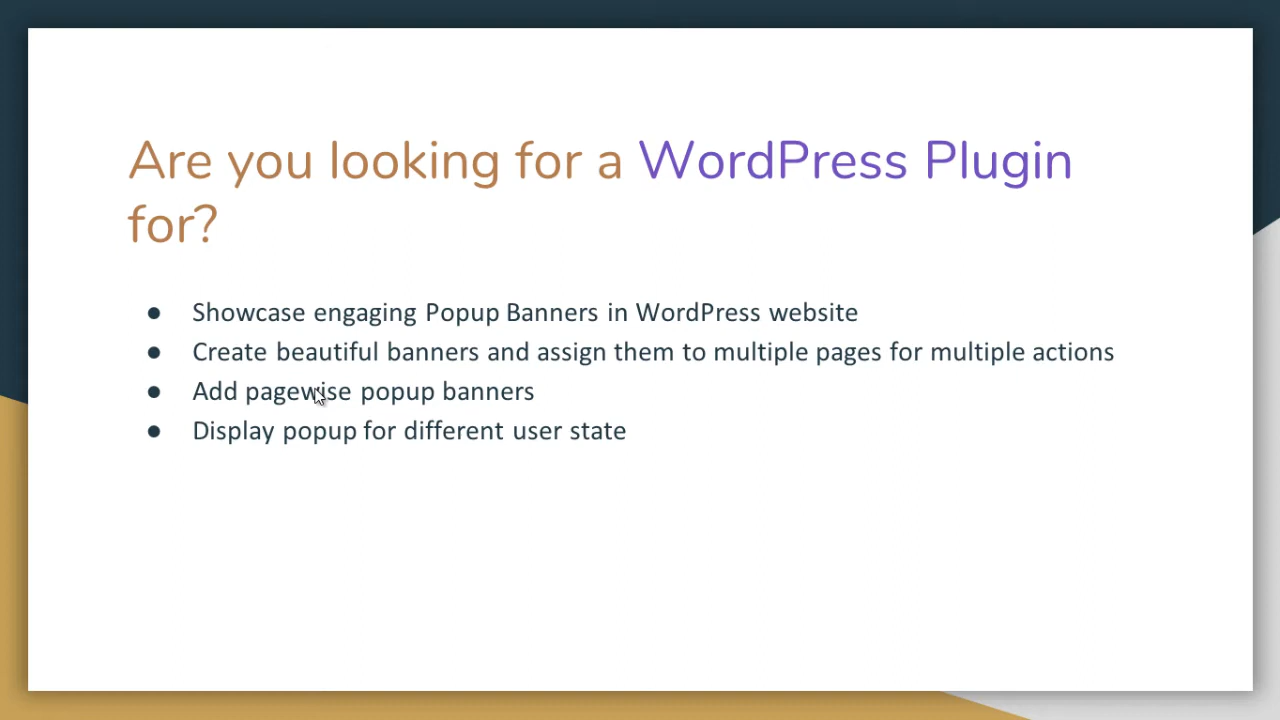 Are you looking for a WordPress Plugin
for?
● Showcase engaging Popup Banners in WordPress website
● Create beautiful banners and assign them to multiple pages for multiple actions
● Add pagewise popup banners
● Display popup for different user state